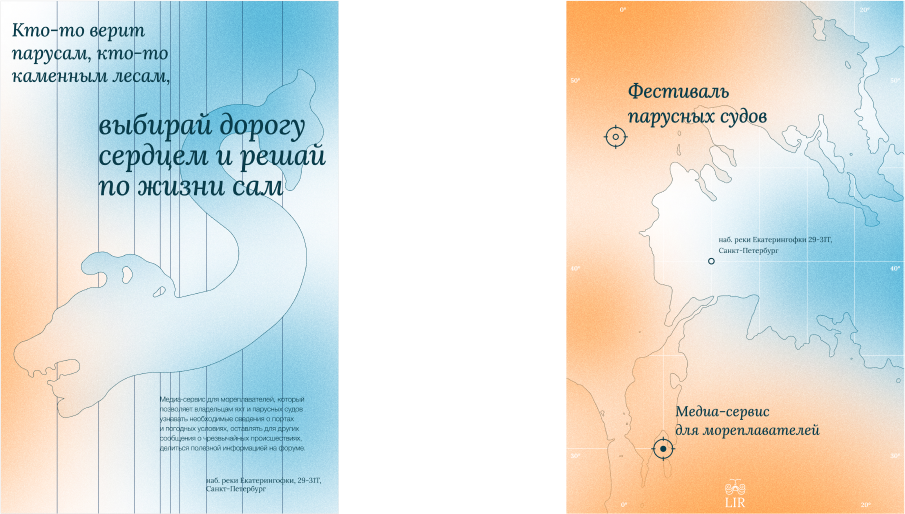 Кто-то верит
парусам, кто-то
каменным лесам,
выбирай дорогу
сердцем и решай
по жизни сам
Медиа-сервис для мореплавателей, который
позволяет владельцам яхт и парусных судов
узнавать необходимые сведения о портах
и погодных условиях, оставлять для других
сообщения о чрезвычайных происшествиях,
делиться полезной информацией на форуме.
наб. реки Екатерингофки, 29-31Г,
Санкт-Петербург
0°
20°
50°
50°
Фестиваль
парусных судов
наб. реки Екатерингофки 29-31Г,
Санкт-Петербург
40°
40°
Медиа-сервис
для мореплавателей
30°
0°
20°
LIR